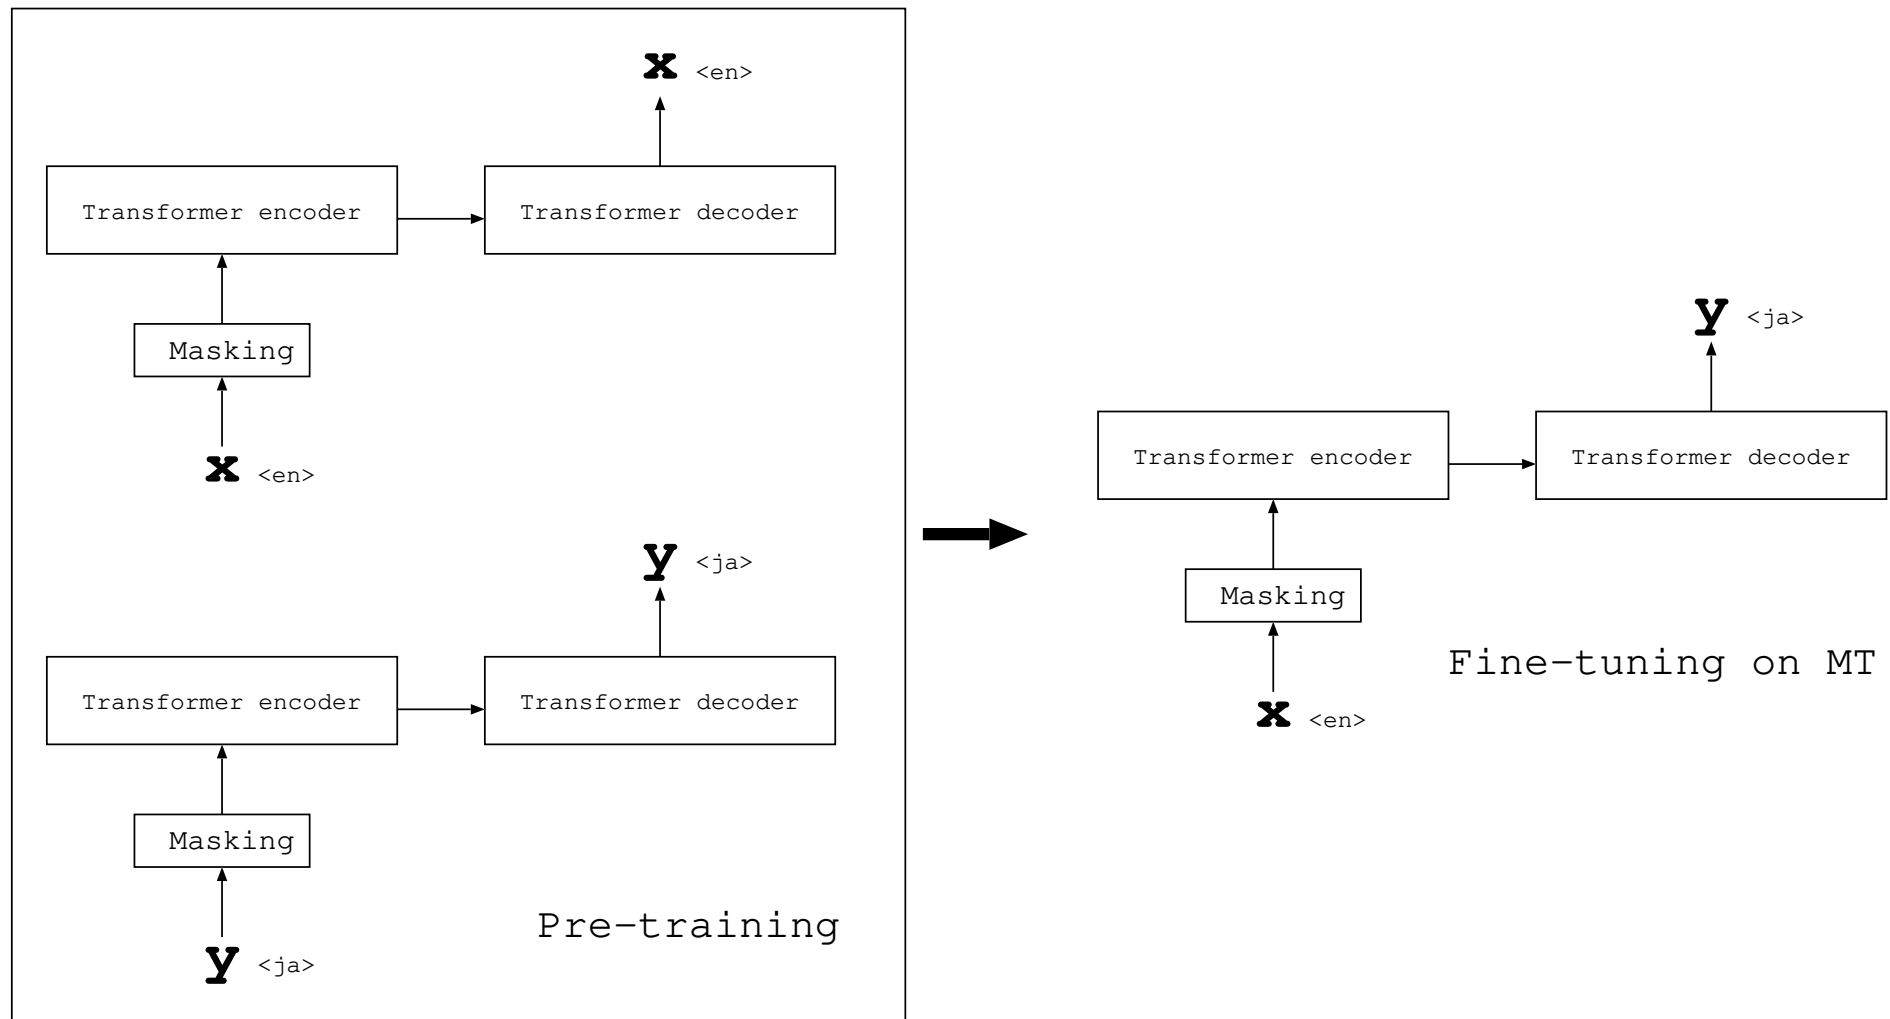 x <en>
Transformer encoder
Transformer decoder
Masking
x <en>
y <ja>
Transformer encoder
Transformer decoder
Masking
y <ja>
Pre-training
y <ja>
Transformer encoder
Transformer decoder
Masking
x <en>
Fine-tuning on MT